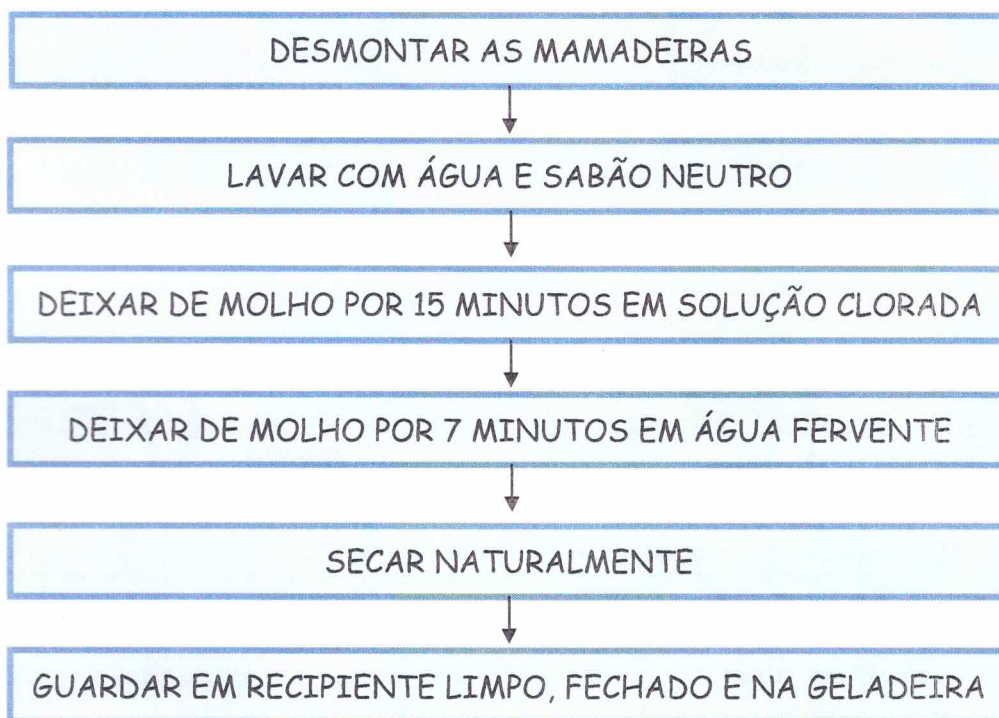 DESMONTAR AS MAMADEIRAS
LAVAR COM ÁGUA E SABÃO NEUTRO
DEIXAR DE MOLHO POR 15 MINUTOS EM SOLUÇÃO CLORADA
DEIXAR DE MOLHO POR 7 MINUTOS EM ÁGUA FERVENTE
SECAR NATURALMENTE
GUARDAR EM RECIPIENTE LIMPO, FECHADO E NA GELADEIRA